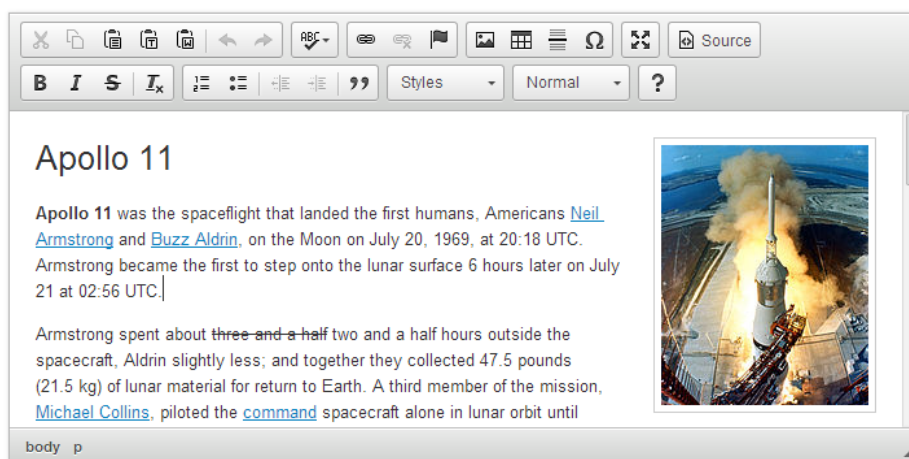 ABC
Ω
Source
B I S Tx
1 2
Styles Normal ?
Apollo 11
Apollo 11 was the spaceflight that landed the first humans, Americans Neil
Armstrong and Buzz Aldrin, on the Moon on July 20, 1969, at 20:18 UTC.
Armstrong became the first to step onto the lunar surface 6 hours later on July
21 at 02:56 UTC.
Armstrong spent about three and a half two and a half hours outside the
spacecraft, Aldrin slightly less; and together they collected 47.5 pounds
(21.5 kg) of lunar material for return to Earth. A third member of the mission,
Michael Collins, piloted the command spacecraft alone in lunar orbit until
body p